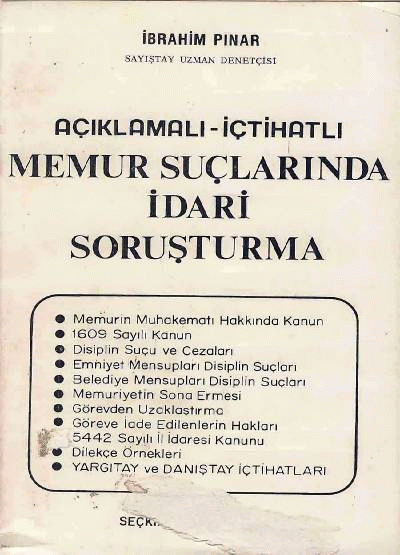 İBRAHİM PINAR
SAYIŞTAY UZMAN DENETÇİSİ
AÇIKLAMALI - İÇTİHATLI
MEMUR SUÇLARINDA
İDARİ
SORUŞTURMA
● Memurin Muhakematı Hakkında Kanun
● 1609 Sayılı Kanun
● Disiplin Suçu ve Cezaları
● Emniyet Mensupları Disiplin Suçları
● Belediye Mensupları Disiplin Suçları
● Memuriyetin Sona Ermesi
● Görevden Uzaklastırma
● Göreve İade Edilenlerin Hakları
5442 Sayılı İl İdaresi Kanunu
● Dilekçe Örnekleri
● YARGITAY ve DANIŞTAY İÇTİHATLARI